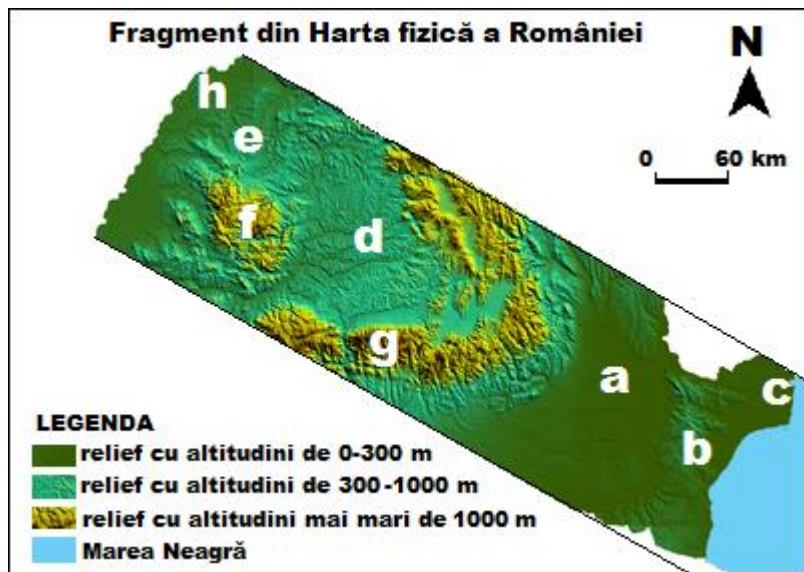 Fragment din Harta fizică a României
N
0 60 km
h
e
f
d
g
a
c
b
LEGENDA
relief cu altitudini de 0-300 m
relief cu altitudini de 300-1000 m
relief cu altitudini mai mari de 1000 m
Marea Neagră